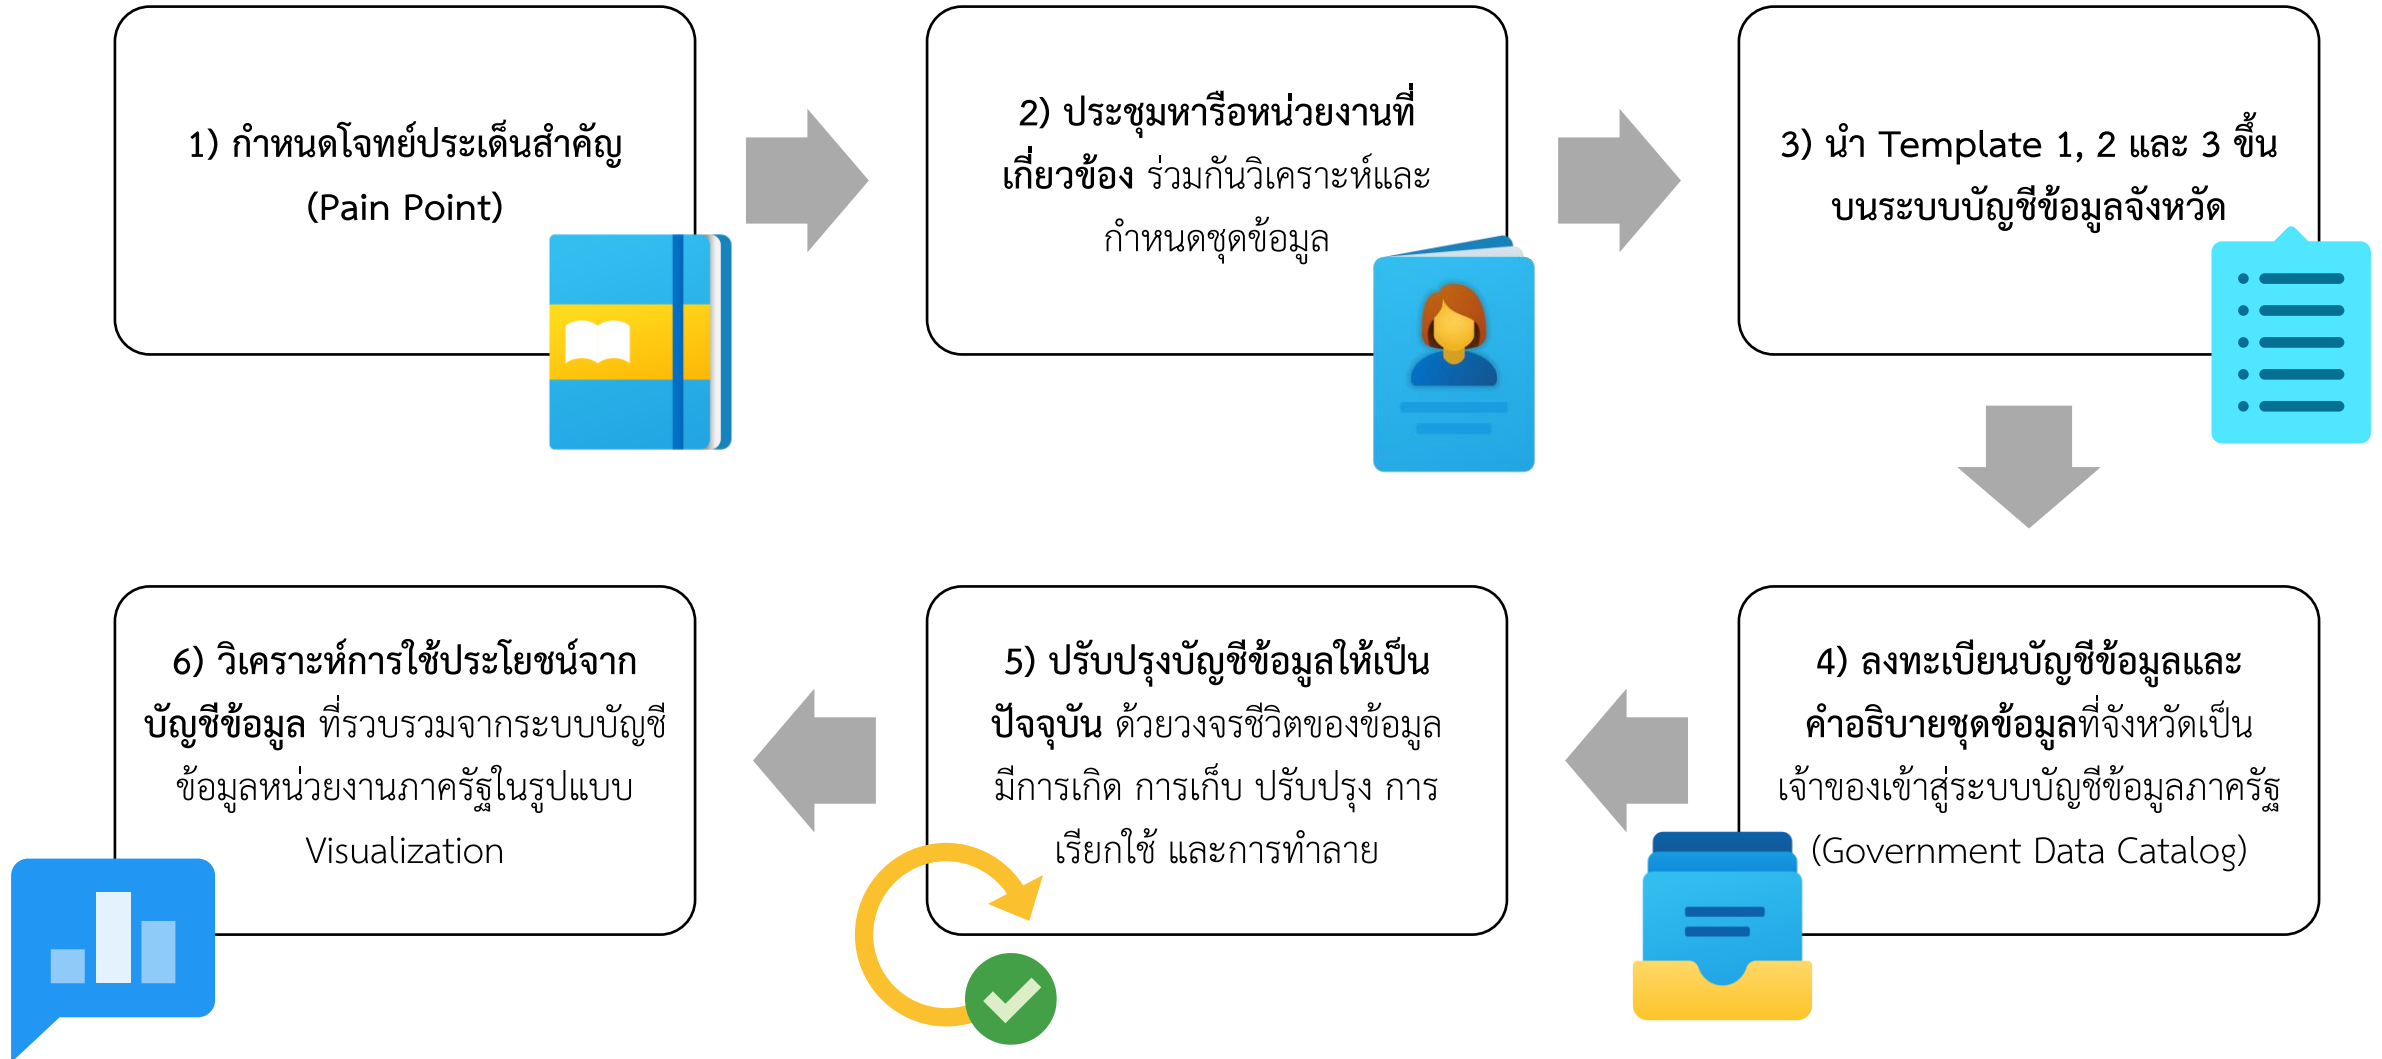 1) กำหนดโจทย์ประเด็นสำคัญ
(Pain Point)
2) ประชุมหารือหน่วยงานที่
เกี่ยวข้อง ร่วมกันวิเคราะห์และ
กำหนดชุดข้อมูล
3) นำ Template 1, 2 และ 3 ขึ้น
บนระบบบัญชีข้อมูลจังหวัด
4) ลงทะเบียนบัญชีข้อมูลและ
คำอธิบายชุดข้อมูลที่จังหวัดเป็น
เจ้าของเข้าสู่ระบบบัญชีข้อมูลภาครัฐ
(Government Data Catalog)
5) ปรับปรุงบัญชีข้อมูลให้เป็น
ปัจจุบัน ด้วยวงจรชีวิตของข้อมูล
มีการเกิด การเก็บ ปรับปรุง การ
เรียกใช้ และการทำลาย
6) วิเคราะห์การใช้ประโยชน์จาก
บัญชีข้อมูล ที่รวบรวมจากระบบบัญชี
ข้อมูลหน่วยงานภาครัฐในรูปแบบ
Visualization